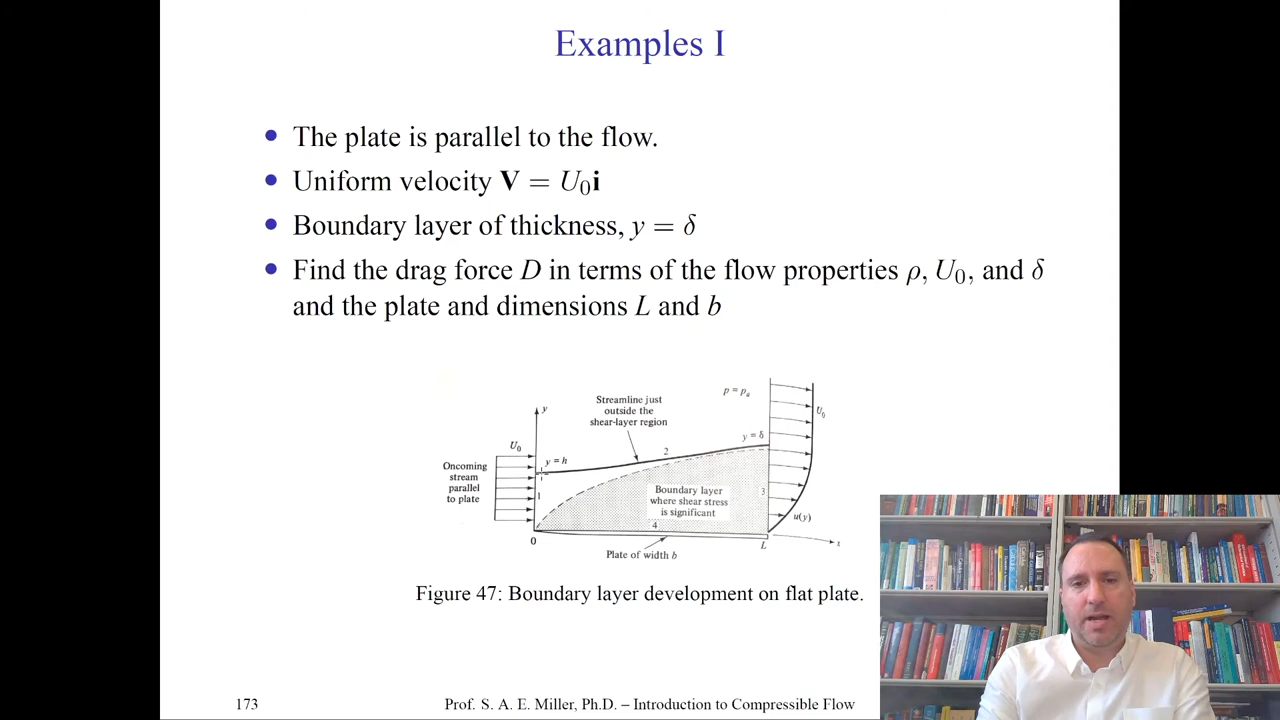 Examples I
• The plate is parallel to the flow.
• Uniform velocity V = U₀i
• Boundary layer of thickness, y = δ
• Find the drag force D in terms of the flow properties ρ, U₀, and δ
and the plate and dimensions L and b
y
U₀
Oncoming
stream
parallel
to plate
y = h
1
0
Streamline just
outside the
shear-layer region
2
Boundary layer
where shear stress
is significant
4
Plate of width b
p = pₐ
y = δ
3
L
U₀
u(y)
x
Figure 47: Boundary layer development on flat plate.
173
Prof. S. A. E. Miller, Ph.D. – Introduction to Compressible Flow